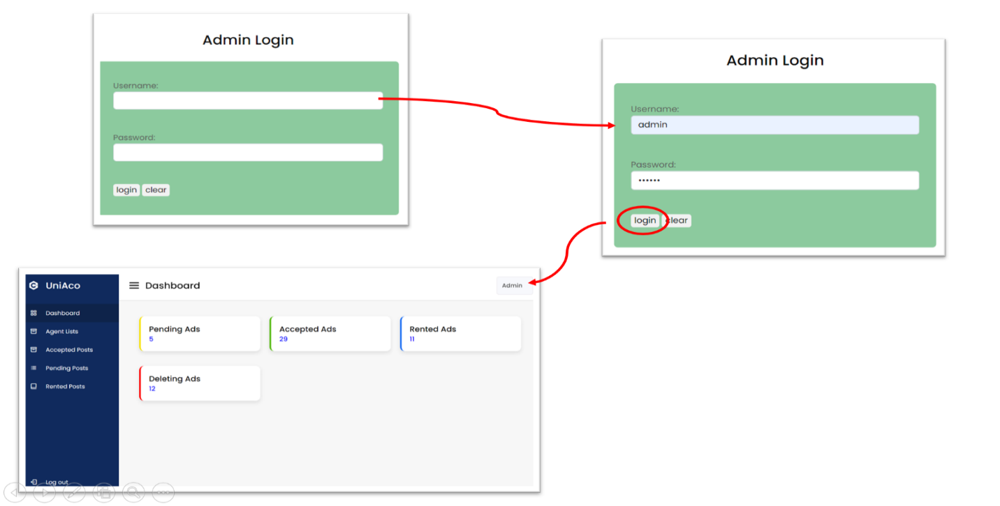 Admin Login
Username:
Password:
login clear
Admin Login
Username:
admin
Password:
••••••
login clear
UniAco
Dashboard
Agent Lists
Accepted Posts
Pending Posts
Rented Posts
Log out
Dashboard
Admin
Pending Ads
5
Accepted Ads
29
Rented Ads
11
Deleting Ads
12